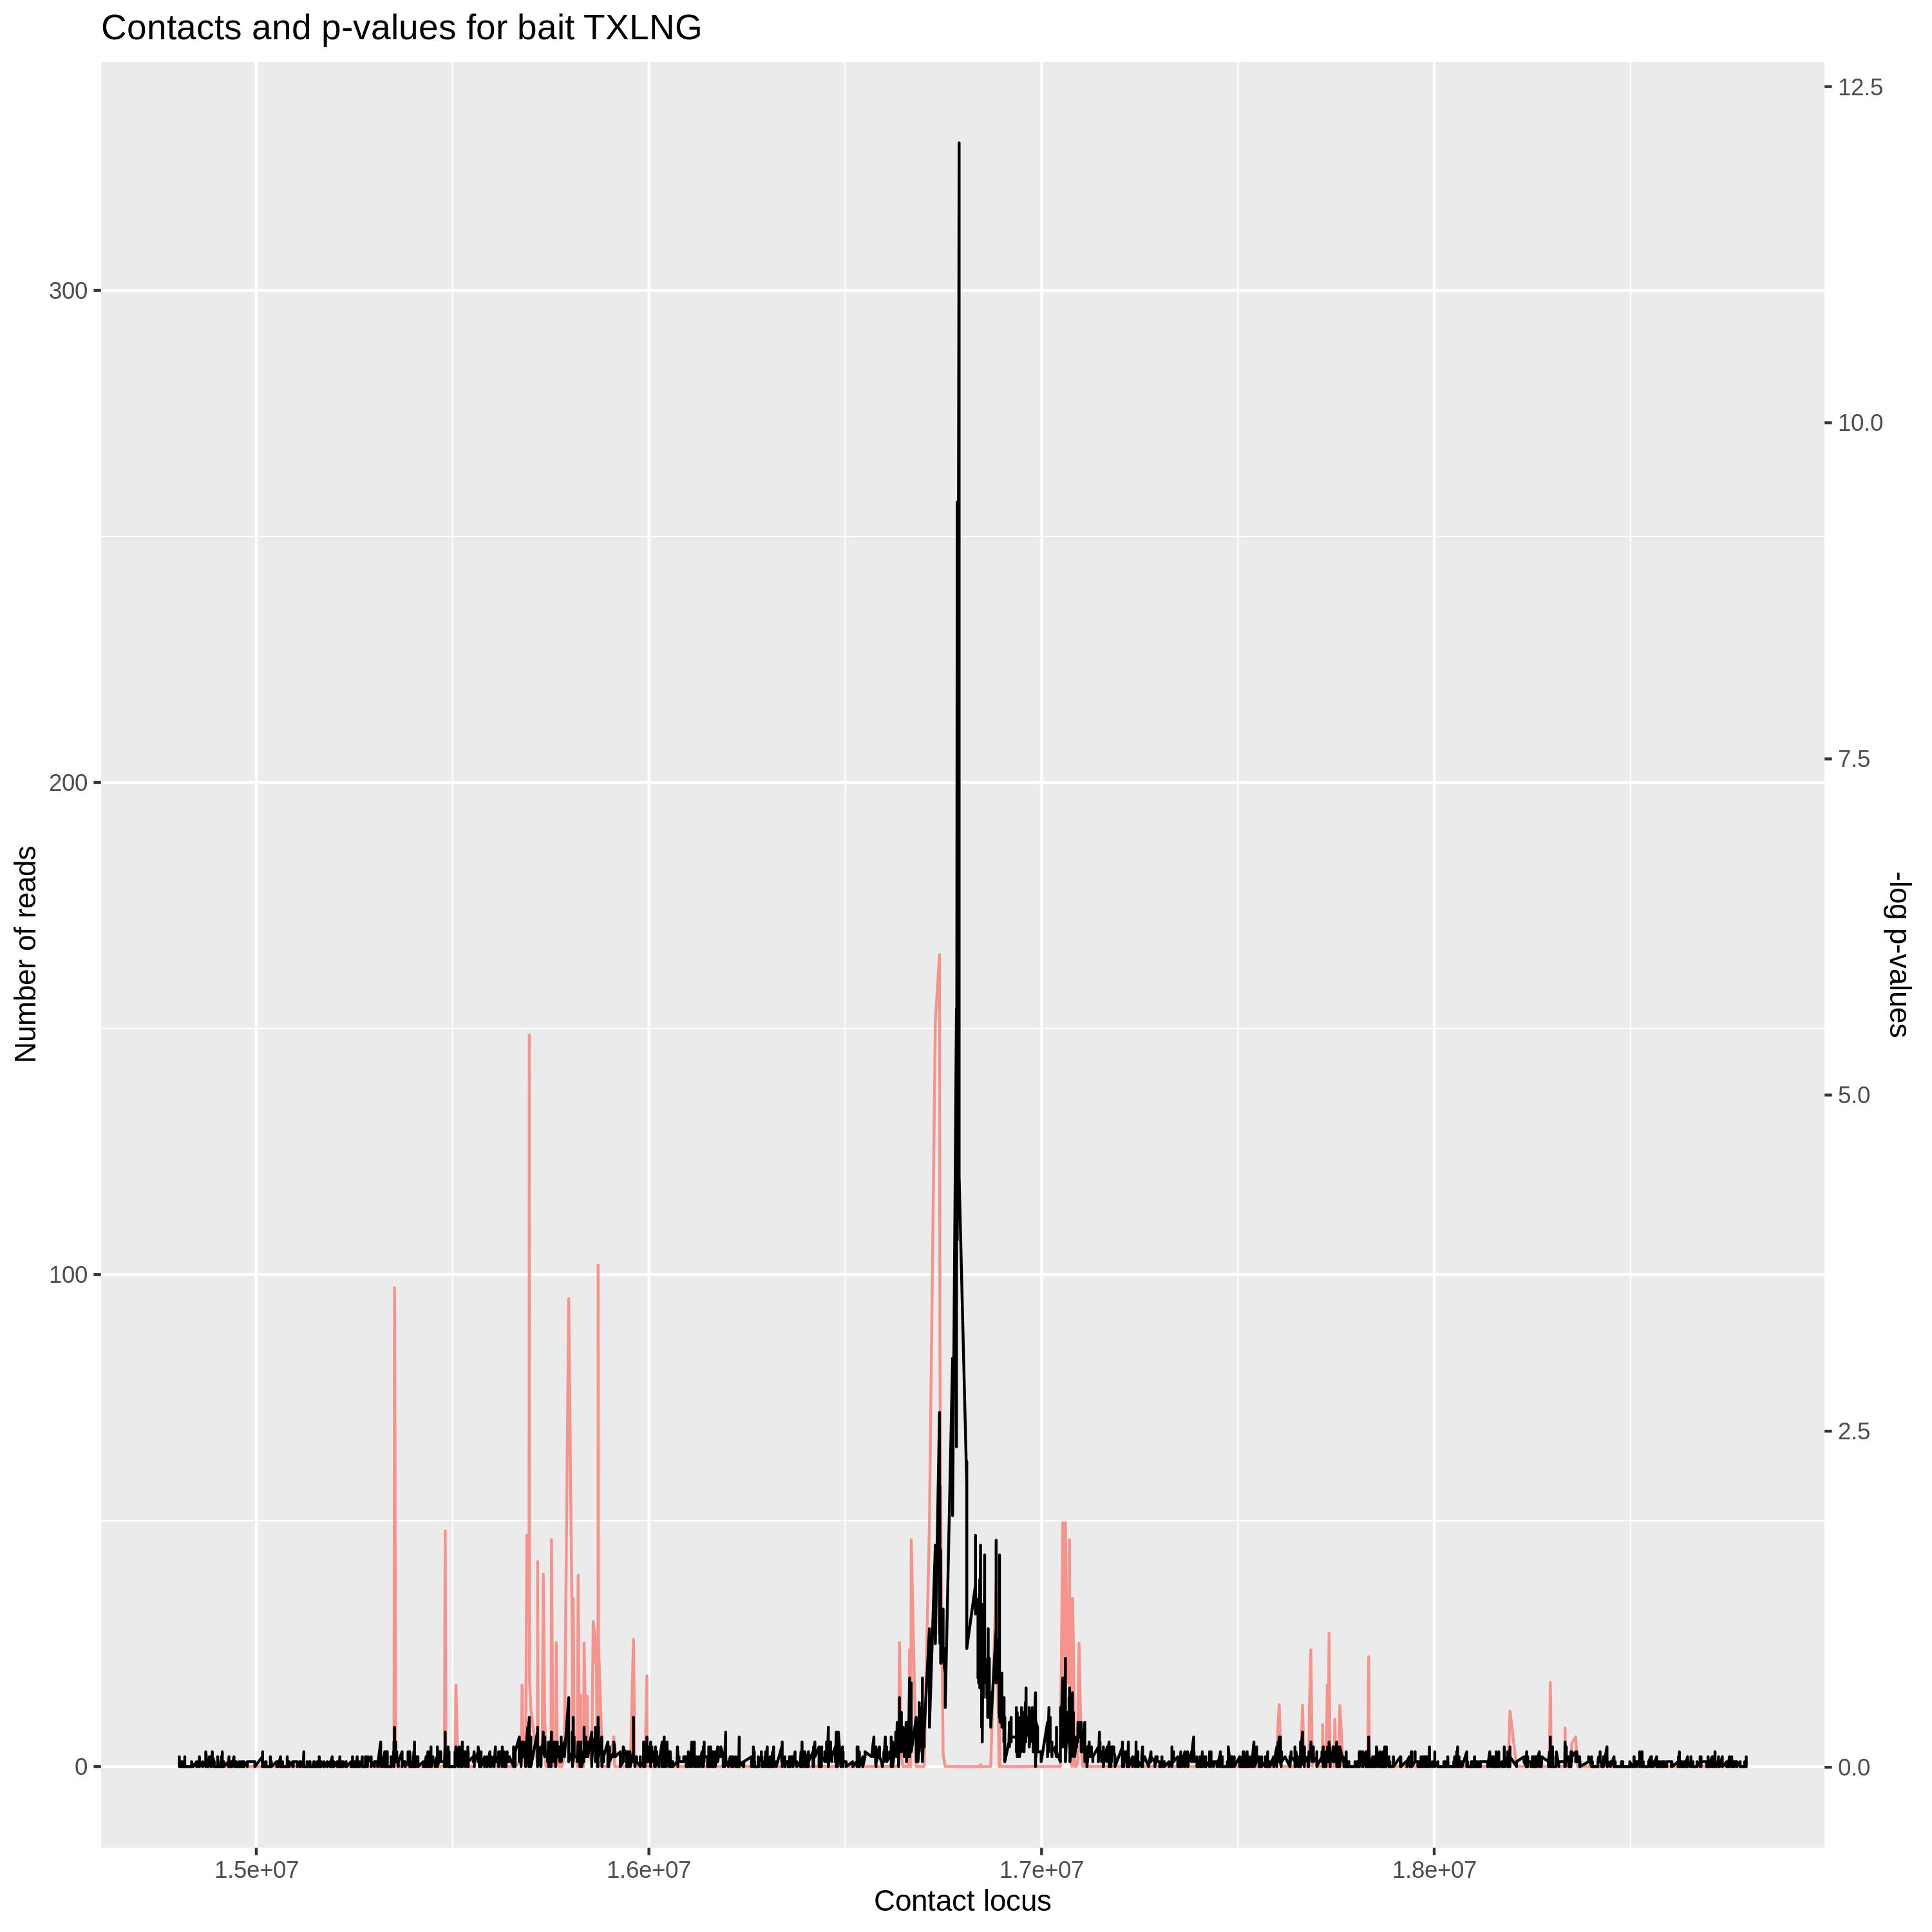 Contacts and p-values for bait TXLNG
Number of reads
300
200
100
0
12.5
10.0
7.5
5.0
2.5
0.0
-log p-values
1.5e+07
1.6e+07
1.7e+07
1.8e+07
Contact locus